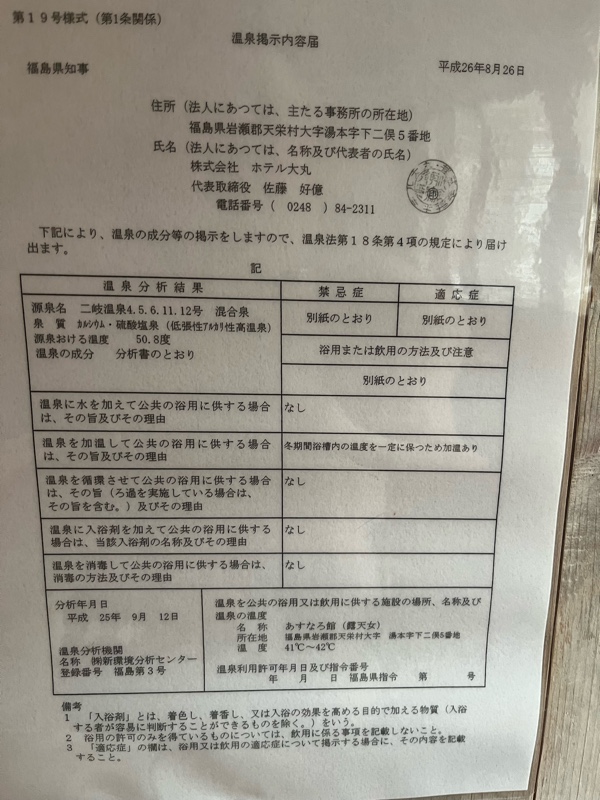 第19号様式（第1条関係）
温泉掲示内容届
福島県知事
平成26年8月26日
住所（法人にあつては、主たる事務所の所在地）
福島県岩瀬郡天栄村大字湯本字下二俣5番地
氏名（法人にあつては、名称及び代表者の氏名）
株式会社 ホテル大丸
代表取締役 佐藤 好億
電話番号（ 0248 ）84-2311
下記により、温泉の成分等の掲示をしますので、温泉法第18条第4項の規定により届け
出ます。
記
温泉分析結果
禁忌症
適応症
源泉名 二岐温泉4.5.6.11.12号 混合泉
泉 質 カルシウム・硫酸塩泉（低張性アルカリ性高温泉）
源泉おける温度 50.8度
温泉の成分 分析書のとおり
別紙のとおり
別紙のとおり
浴用または飲用の方法及び注意
別紙のとおり
温泉に水を加えて公共の浴用に供する場合
は、その旨及びその理由
なし
温泉を加温して公共の浴用に供する場合
は、その旨及びその理由
冬期間浴槽内の温度を一定に保つため加温あり
温泉を循環させて公共の浴用に供する場合
は、その旨（ろ過を実施している場合は、
その旨を含む。）及びその理由
なし
温泉に入浴剤を加えて公共の浴用に供する
場合は、当該入浴剤の名称及びその理由
なし
温泉を消毒して公共の浴用に供する場合は、
消毒の方法及びその理由
なし
分析年月日
平成 25年 9月 12日
温泉分析機関
名称 ㈱新環境分析センター
登録番号 福島第3号
温泉を公共の浴用又は飲用に供する施設の場所、名称及び
温泉の温度
名 称 あすなろ館（露天女）
所在地 福島県岩瀬郡天栄村大字 湯本字下二俣5番地
温 度 41℃～42℃
温泉利用許可年月日及び指令番号
年 月 日 福島県指令 第 号
備考
1 「入浴剤」とは、着色し、着香し、又は入浴の効果を高める目的で加える物質（入浴
する者が容易に判断することができるものを除く。）をいう。
2 浴用の許可のみを得ているものについては、飲用に係る事項を記載しないこと。
3 「適応症」の欄は、浴用又は飲用の適応症について掲示する場合に、その内容を記載
すること。